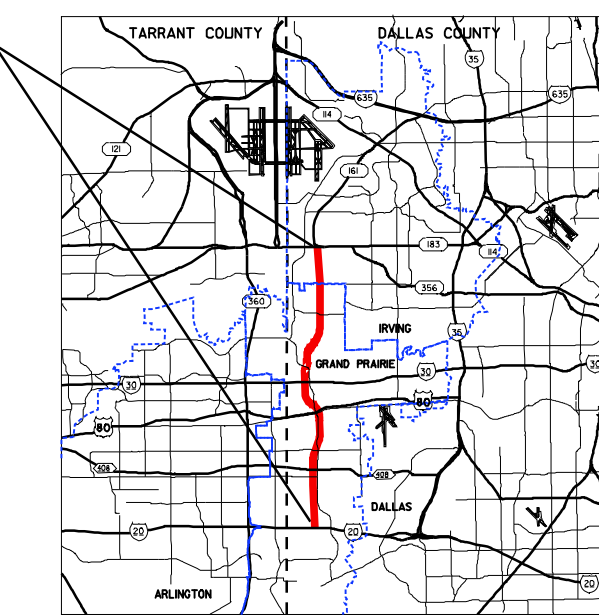 TARRANT COUNTY DALLAS COUNTY
35
635 635
114
121
161
183
114
356
360
35
IRVING
GRAND PRAIRIE
30 30 30
80 80
408 408
DALLAS
20 20
20
ARLINGTON